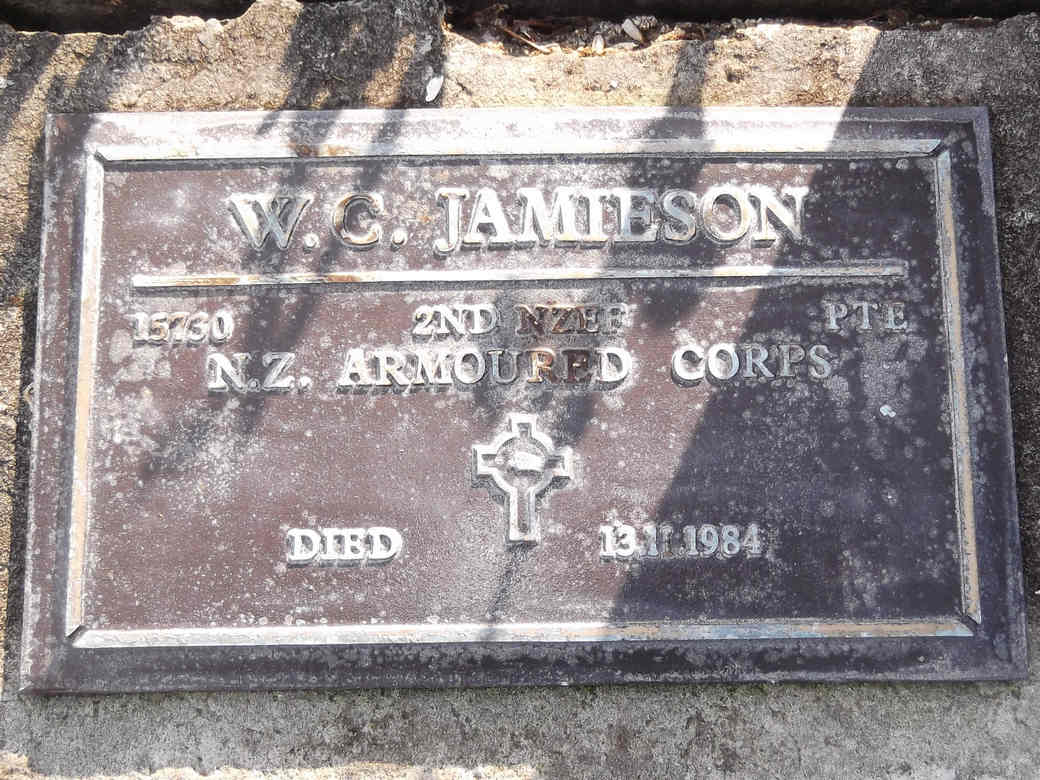 W. C. JAMIESON
15730 2ND NZEF PTE
N.Z. ARMOURED CORPS
DIED 13.11.1984